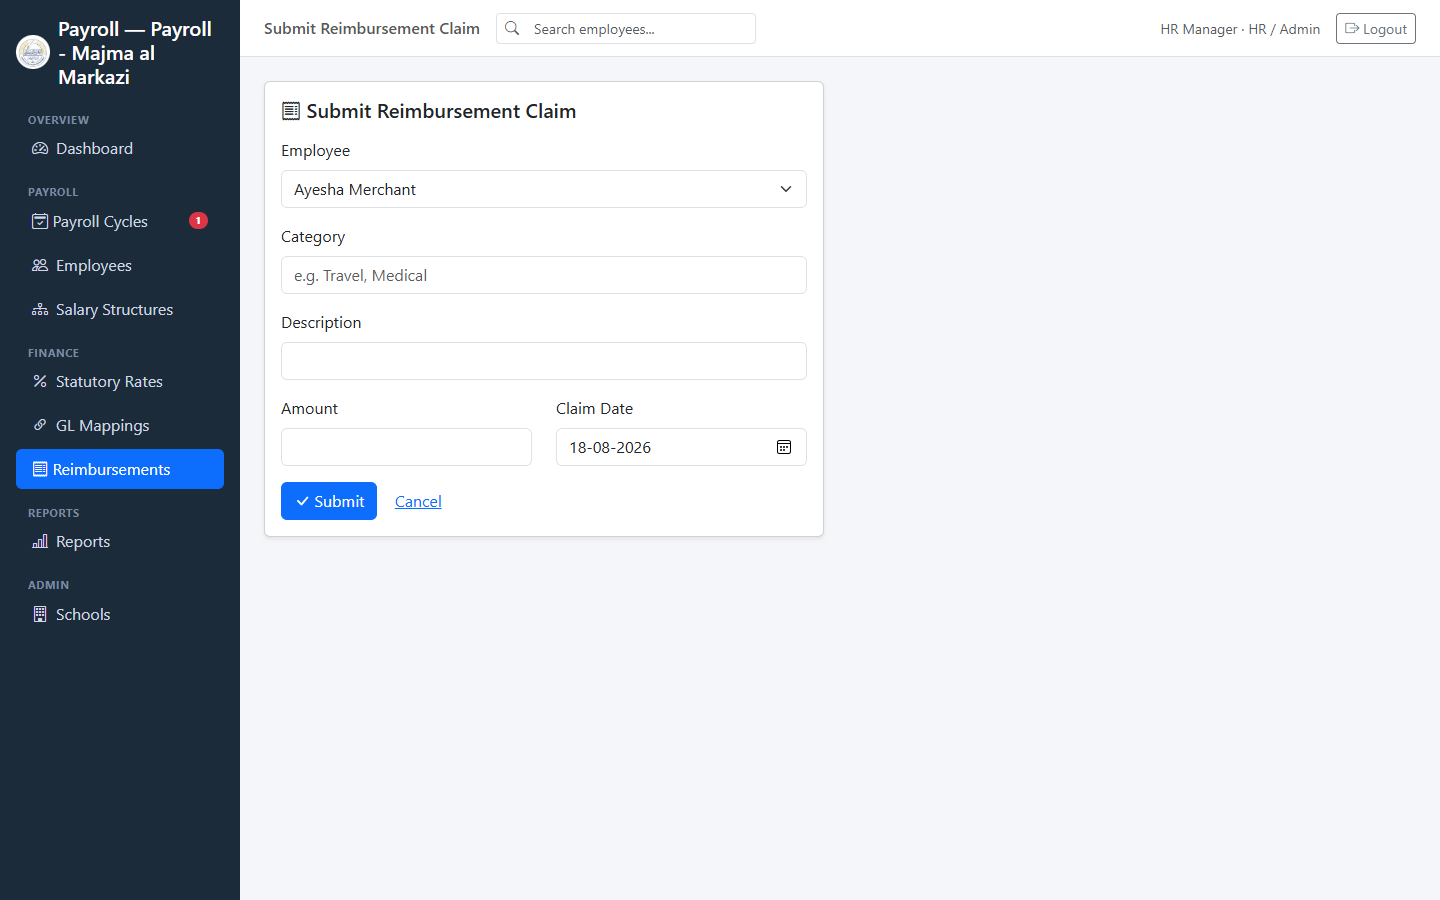 Payroll — Payroll
- Majma al
Markazi
OVERVIEW
Dashboard
PAYROLL
Payroll Cycles 1
Employees
Salary Structures
FINANCE
Statutory Rates
GL Mappings
Reimbursements
REPORTS
Reports
ADMIN
Schools
Submit Reimbursement Claim
Search employees...
HR Manager · HR / Admin
Logout
Submit Reimbursement Claim
Employee
Ayesha Merchant
Category
e.g. Travel, Medical
Description
Amount Claim Date
18-08-2026
Submit Cancel